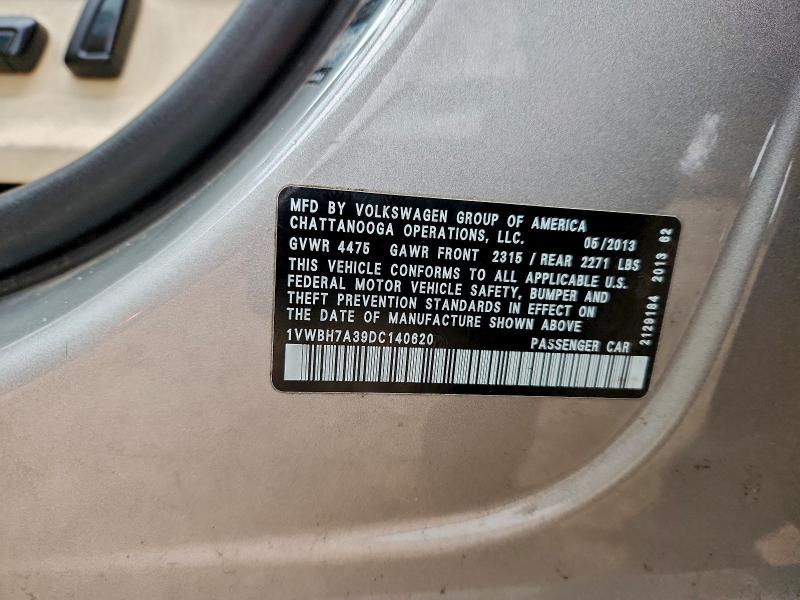 MFD BY VOLKSWAGEN GROUP OF AMERICA
CHATTANOOGA OPERATIONS, LLC. 05/2013
GVWR 4475 GAWR FRONT 2315 / REAR 2271 LBS
THIS VEHICLE CONFORMS TO ALL APPLICABLE U.S.
FEDERAL MOTOR VEHICLE SAFETY, BUMPER AND
THEFT PREVENTION STANDARDS IN EFFECT ON
THE DATE OF MANUFACTURE SHOWN ABOVE
1VWBH7A39DC140620 PASSENGER CAR
2129184 2013 62